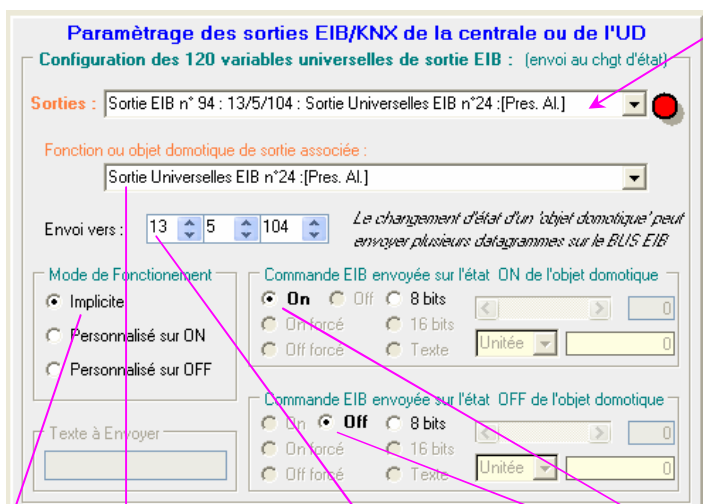 Paramètrage des sorties EIB/KNX de la centrale ou de l'UD
Configuration des 120 variables universelles de sortie EIB : (envoi au chgt d'état)
Sorties : Sortie EIB n° 94 : 13/5/104 : Sortie Universelles EIB n°24 :[Pres. Al.]
Fonction ou objet domotique de sortie associée :
Sortie Universelles EIB n°24 :[Pres. Al.]
Envoi vers : 13 5 104
Le changement d'état d'un 'objet domotique' peut
envoyer plusieurs datagrammes sur le BUS EIB
Mode de Fonctionement
Implicite
Personnalisé sur ON
Personnalisé sur OFF
Commande EIB envoyée sur l'état ON de l'objet domotique
On Off 8 bits 0
On forcé 16 bits
Off forcé Texte Unitée 0
Commande EIB envoyée sur l'état OFF de l'objet domotique
On Off 8 bits 0
On forcé 16 bits
Off forcé Texte Unitée 0
Texte à Envoyer